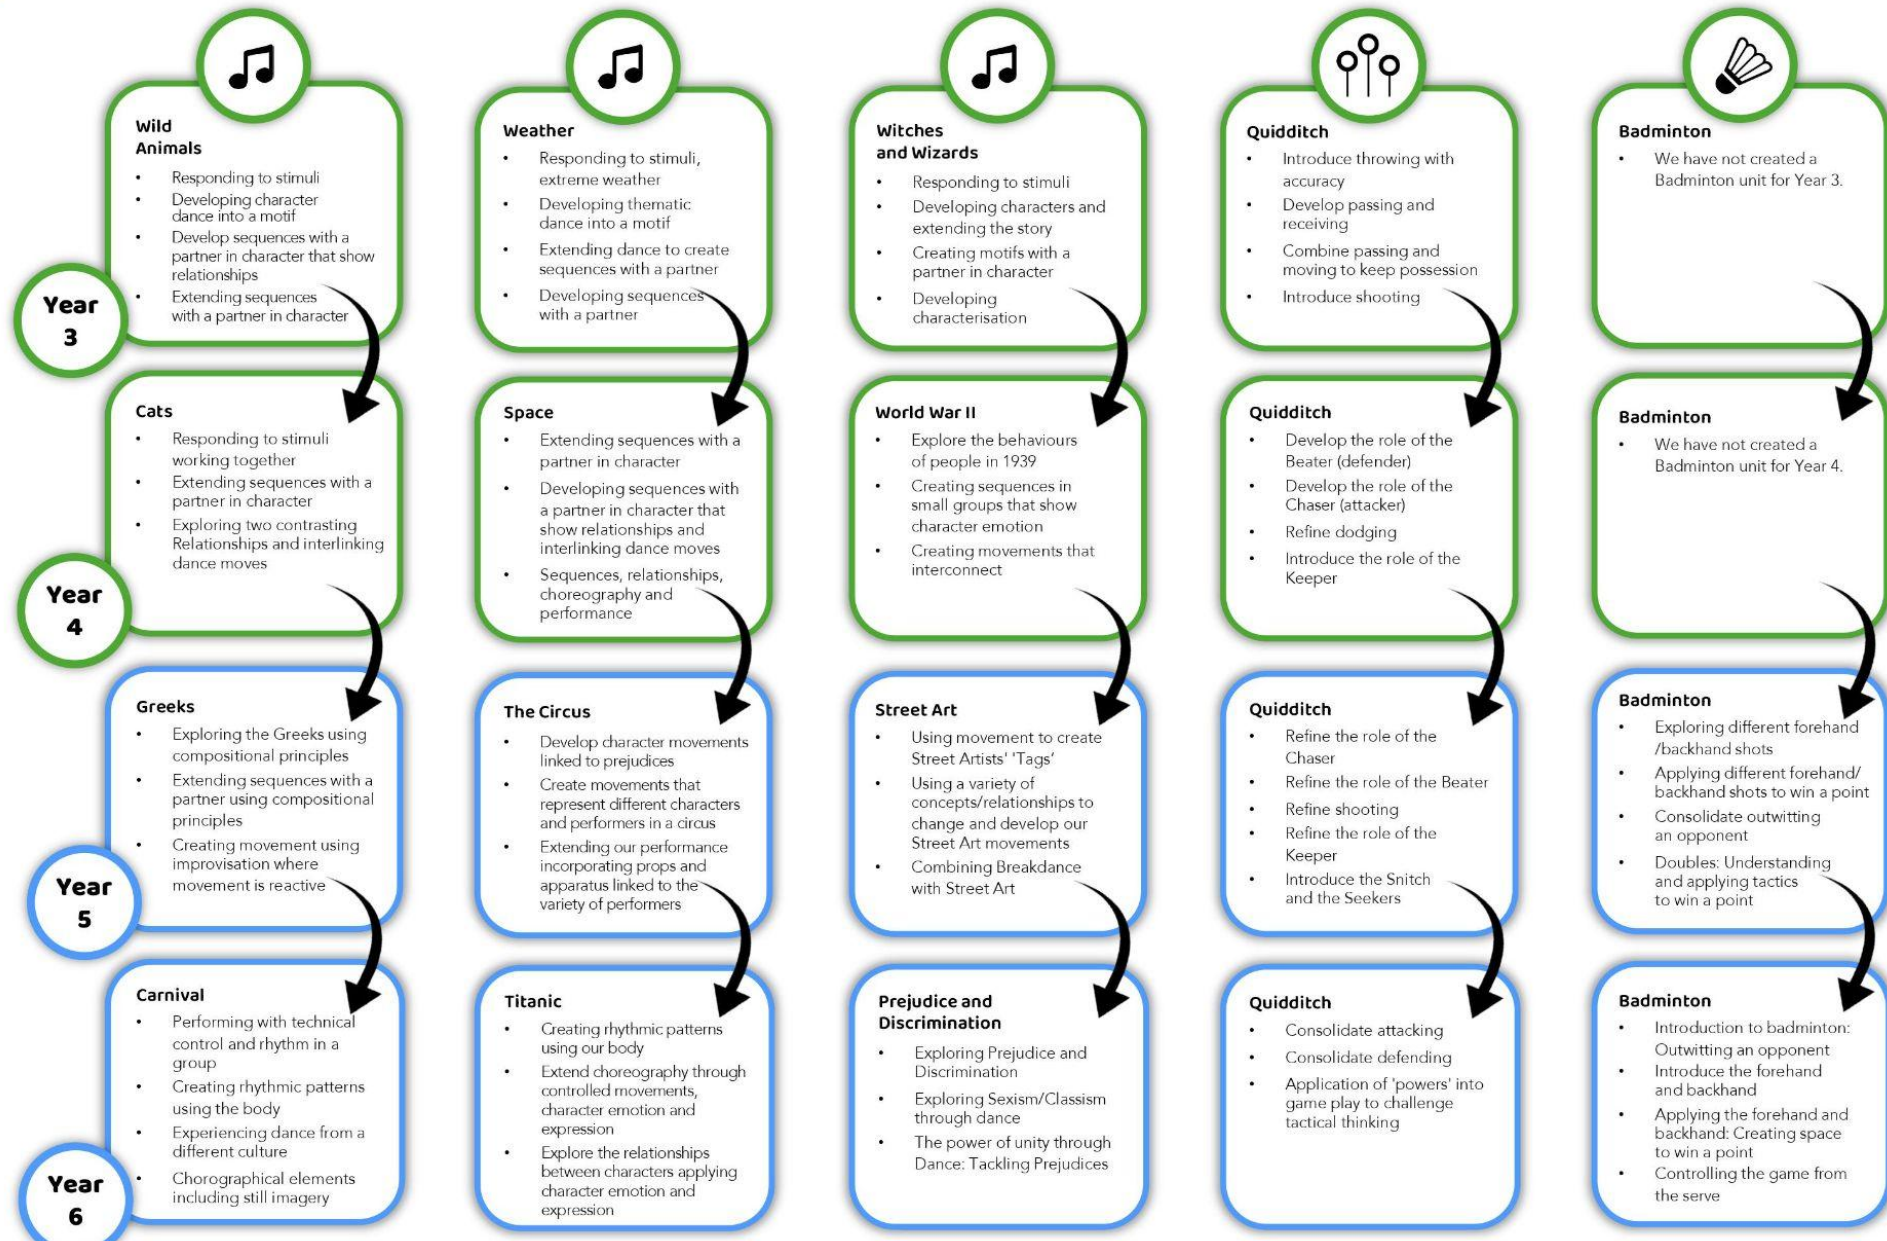 Wild
Animals
• Responding to stimuli
• Developing character
dance into a motif
• Develop sequences with a
partner in character that show
relationships
• Extending sequences
with a partner in character
Weather
• Responding to stimuli,
extreme weather
• Developing thematic
dance into a motif
• Extending dance to create
sequences with a partner
• Developing sequences
with a partner
Witches
and Wizards
• Responding to stimuli
• Developing characters and
extending the story
• Creating motifs with a
partner in character
• Developing
characterisation
Quidditch
• Introduce throwing with
accuracy
• Develop passing and
receiving
• Combine passing and
moving to keep possession
• Introduce shooting
Badminton
• We have not created a
Badminton unit for Year 3.
Year
3
Cats
• Responding to stimuli
working together
• Extending sequences with a
partner in character
• Exploring two contrasting
Relationships and interlinking
dance moves
Space
• Extending sequences with a
partner in character
• Developing sequences with
a partner in character that
show relationships and
interlinking dance moves
• Sequences, relationships,
choreography and
performance
World War II
• Explore the behaviours
of people in 1939
• Creating sequences in
small groups that show
character emotion
• Creating movements that
interconnect
Quidditch
• Develop the role of the
Beater (defender)
• Develop the role of the
Chaser (attacker)
• Refine dodging
• Introduce the role of the
Keeper
Badminton
• We have not created a
Badminton unit for Year 4.
Year
4
Greeks
• Exploring the Greeks using
compositional principles
• Extending sequences with a
partner using compositional
principles
• Creating movement using
improvisation where
movement is reactive
The Circus
• Develop character movements
linked to prejudices
• Create movements that
represent different characters
and performers in a circus
• Extending our performance
incorporating props and
apparatus linked to the
variety of performers
Street Art
• Using movement to create
Street Artists' 'Tags'
• Using a variety of
concepts/relationships to
change and develop our
Street Art movements
• Combining Breakdance
with Street Art
Quidditch
• Refine the role of the
Chaser
• Refine the role of the Beater
• Refine shooting
• Refine the role of the
Keeper
• Introduce the Snitch
and the Seekers
Badminton
• Exploring different forehand
/backhand shots
• Applying different forehand/
backhand shots to win a point
• Consolidate outwitting
an opponent
• Doubles: Understanding
and applying tactics
to win a point
Year
5
Carnival
• Performing with technical
control and rhythm in a
group
• Creating rhythmic patterns
using the body
• Experiencing dance from a
different culture
• Chorographical elements
including still imagery
Titanic
• Creating rhythmic patterns
using our body
• Extend choreography through
controlled movements,
character emotion and
expression
• Explore the relationships
between characters applying
character emotion and
expression
Prejudice and
Discrimination
• Exploring Prejudice and
Discrimination
• Exploring Sexism/Classism
through dance
• The power of unity through
Dance: Tackling Prejudices
Quidditch
• Consolidate attacking
• Consolidate defending
• Application of 'powers' into
game play to challenge
tactical thinking
Badminton
• Introduction to badminton:
Outwitting an opponent
• Introduce the forehand
and backhand
• Applying the forehand and
backhand: Creating space
to win a point
• Controlling the game from
the serve
Year
6